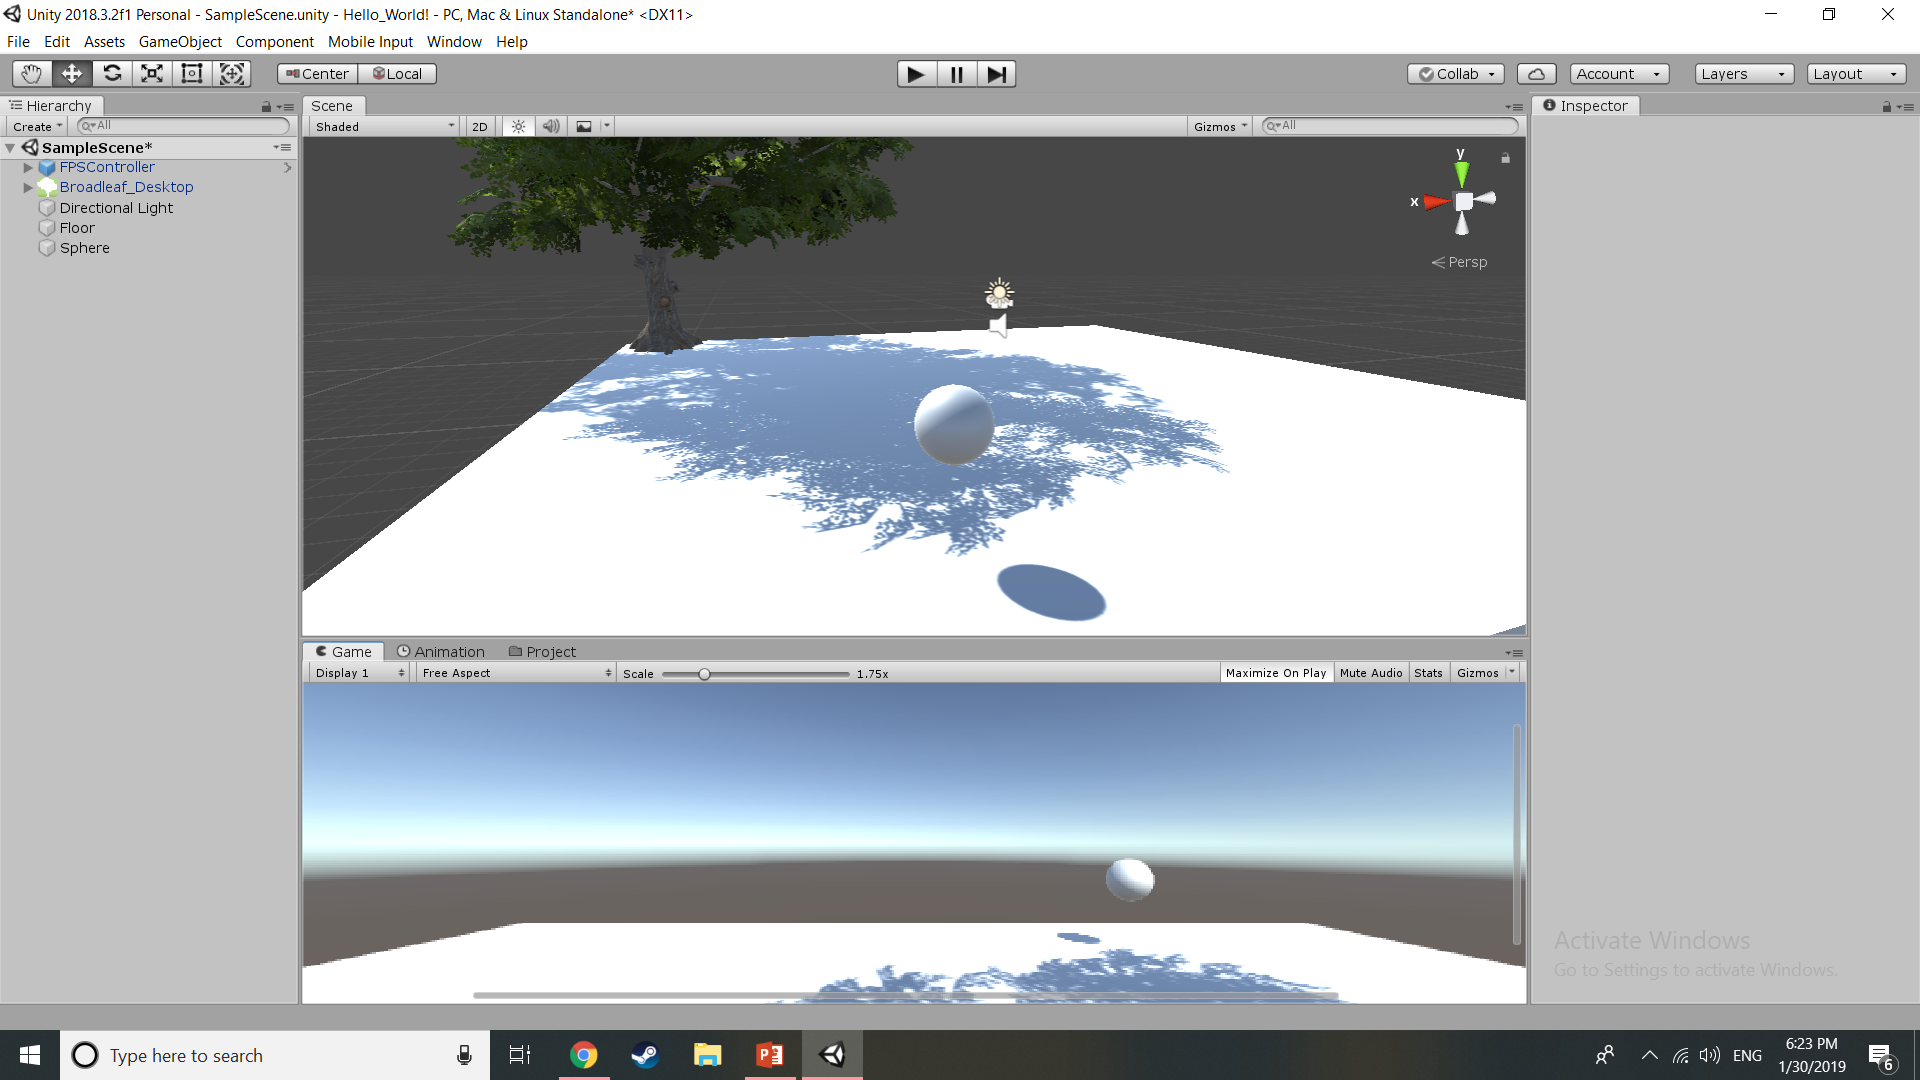 Unity 2018.3.2f1 Personal - SampleScene.unity - Hello_World! - PC, Mac & Linux Standalone* <DX11>
File Edit Assets GameObject Component Mobile Input Window Help
Center Local Collab Account Layers Layout
Hierarchy
Create All
SampleScene*
FPSController
Broadleaf_Desktop
Directional Light
Floor
Sphere
Scene
Shaded 2D Gizmos All
y
x
Persp
Inspector
Game Animation Project
Display 1 Free Aspect Scale 1.75x Maximize On Play Mute Audio Stats Gizmos
Activate Windows
Go to Settings to activate Windows.
Type here to search
ENG
6:23 PM
1/30/2019
6